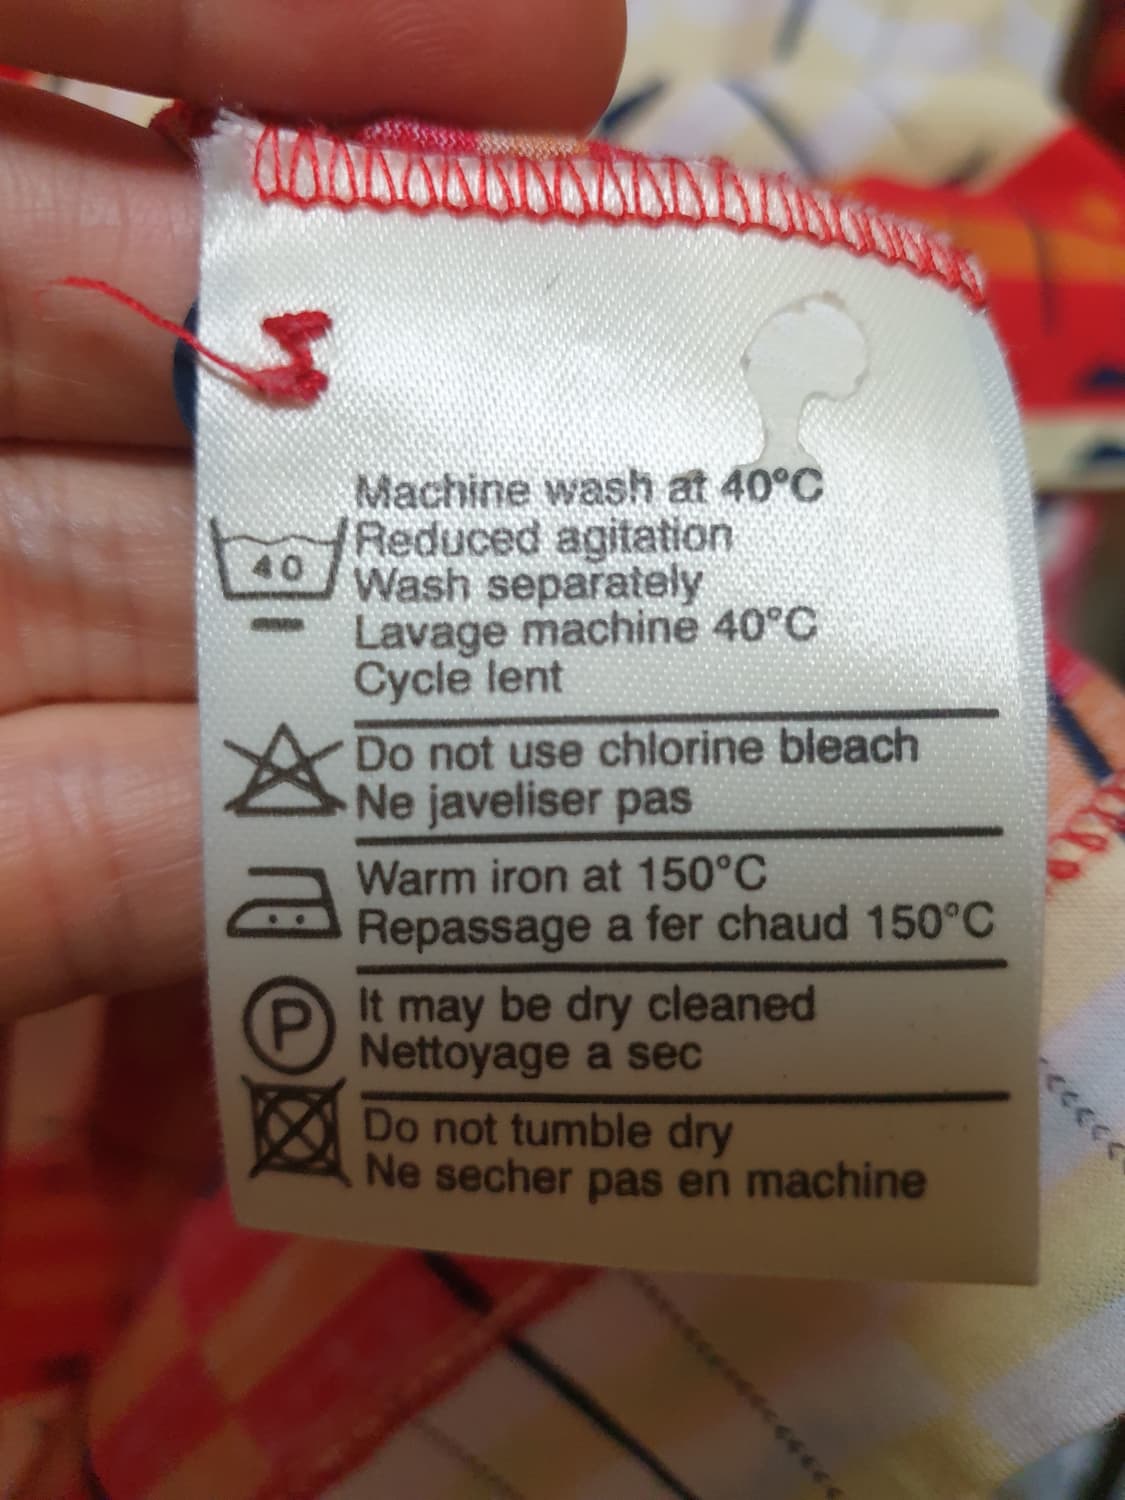 Machine wash at 40°C
Reduced agitation
40
Wash separately
Lavage machine 40°C
Cycle lent
Do not use chlorine bleach
Ne javeliser pas
Warm iron at 150°C
Repassage a fer chaud 150°C
P
It may be dry cleaned
Nettoyage a sec
Do not tumble dry
Ne secher pas en machine